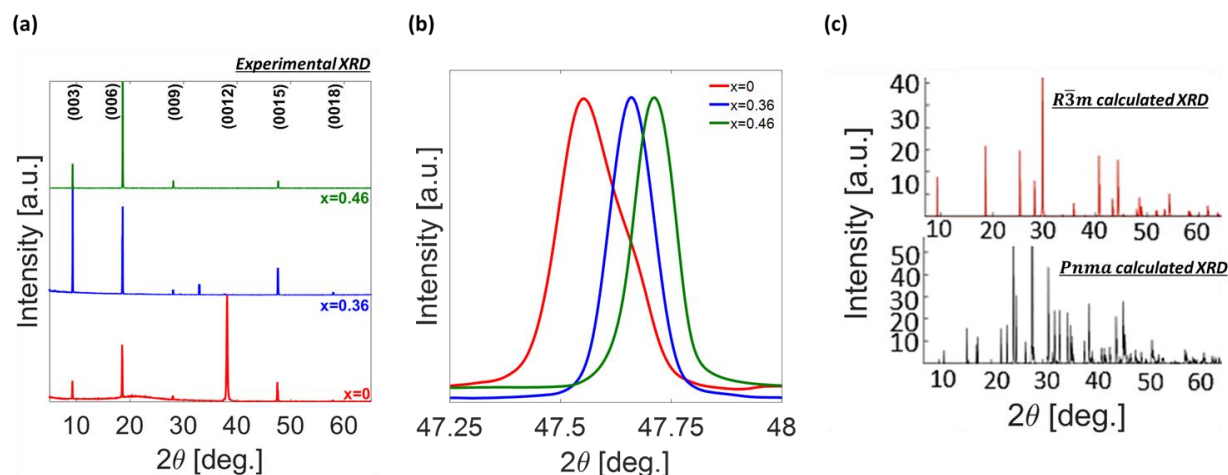 (a)
Experimental XRD
(003)
(006)
(009)
(0012)
(0015)
(0018)
x=0.46
x=0.36
x=0
Intensity [a.u.]
10 20 30 40 50 60
2θ [deg.]
(b)
x=0
x=0.36
x=0.46
Intensity [a.u.]
47.25 47.5 47.75 48
2θ [deg.]
(c)
40
30
20
10
R3̅m calculated XRD
10 20 30 40 50 60
50
40
30
20
10
Pnma calculated XRD
10 20 30 40 50 60
Intensity [a.u.]
2θ [deg.]